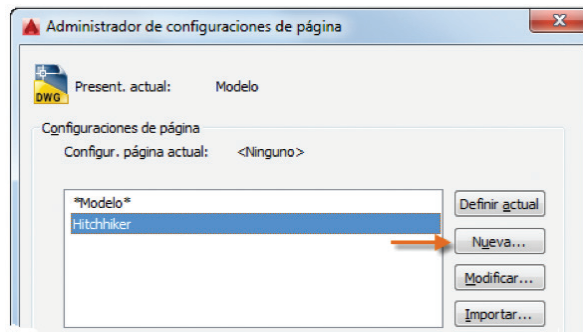 Administrador de configuraciones de página
DWG
Present. actual: Modelo
Configuraciones de página
Configur. página actual: <Ninguno>
*Modelo*
Hitchhiker
Definir actual
Nueva...
Modificar...
Importar...